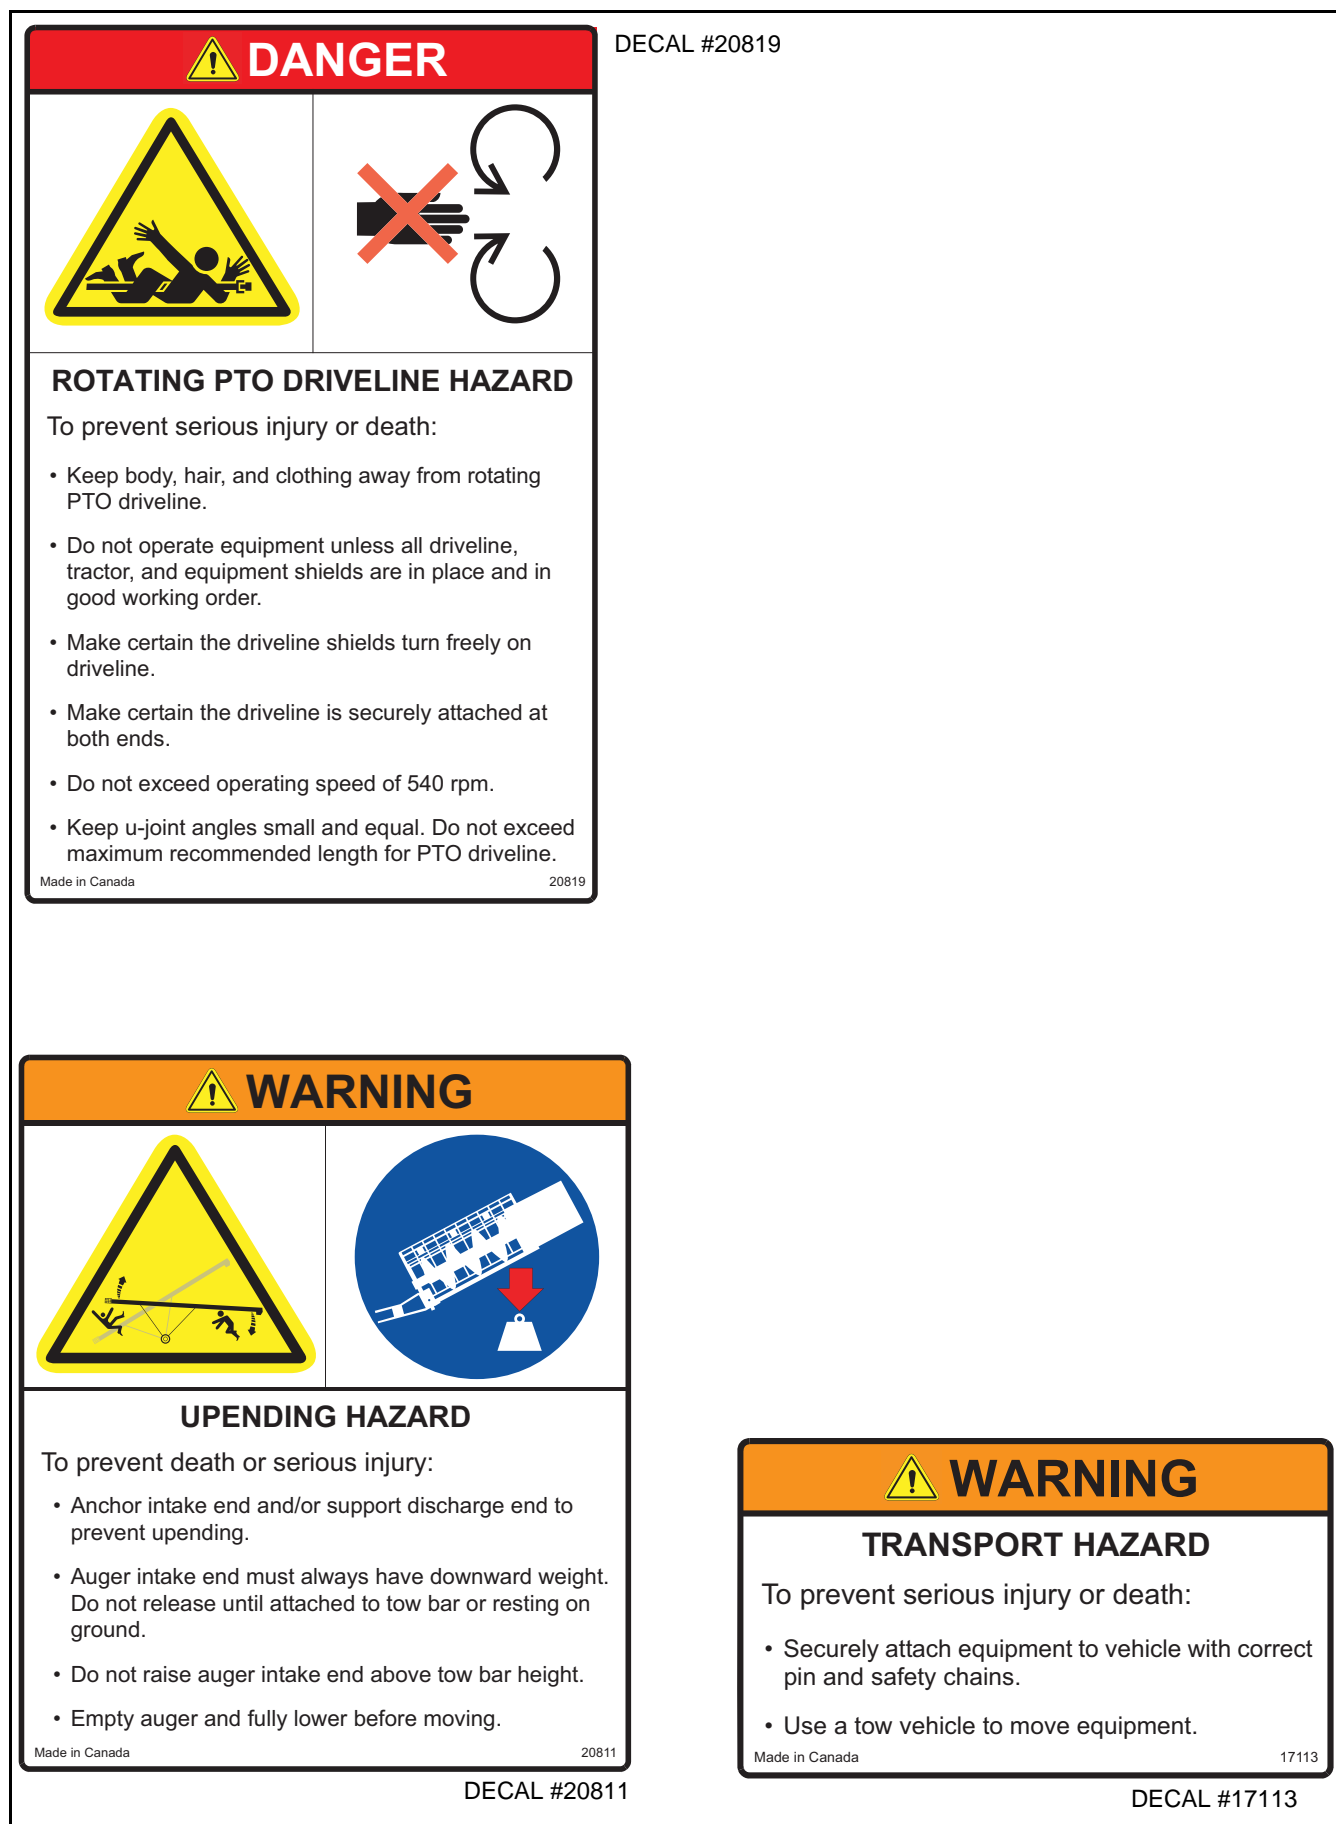 DANGER
DECAL #20819
ROTATING PTO DRIVELINE HAZARD
To prevent serious injury or death:
• Keep body, hair, and clothing away from rotating
PTO driveline.
• Do not operate equipment unless all driveline,
tractor, and equipment shields are in place and in
good working order.
• Make certain the driveline shields turn freely on
driveline.
• Make certain the driveline is securely attached at
both ends.
• Do not exceed operating speed of 540 rpm.
• Keep u-joint angles small and equal. Do not exceed
maximum recommended length for PTO driveline.
Made in Canada 20819
WARNING
UPENDING HAZARD
To prevent death or serious injury:
• Anchor intake end and/or support discharge end to
prevent upending.
• Auger intake end must always have downward weight.
Do not release until attached to tow bar or resting on
ground.
• Do not raise auger intake end above tow bar height.
• Empty auger and fully lower before moving.
Made in Canada 20811
DECAL #20811
WARNING
TRANSPORT HAZARD
To prevent serious injury or death:
• Securely attach equipment to vehicle with correct
pin and safety chains.
• Use a tow vehicle to move equipment.
Made in Canada 17113
DECAL #17113